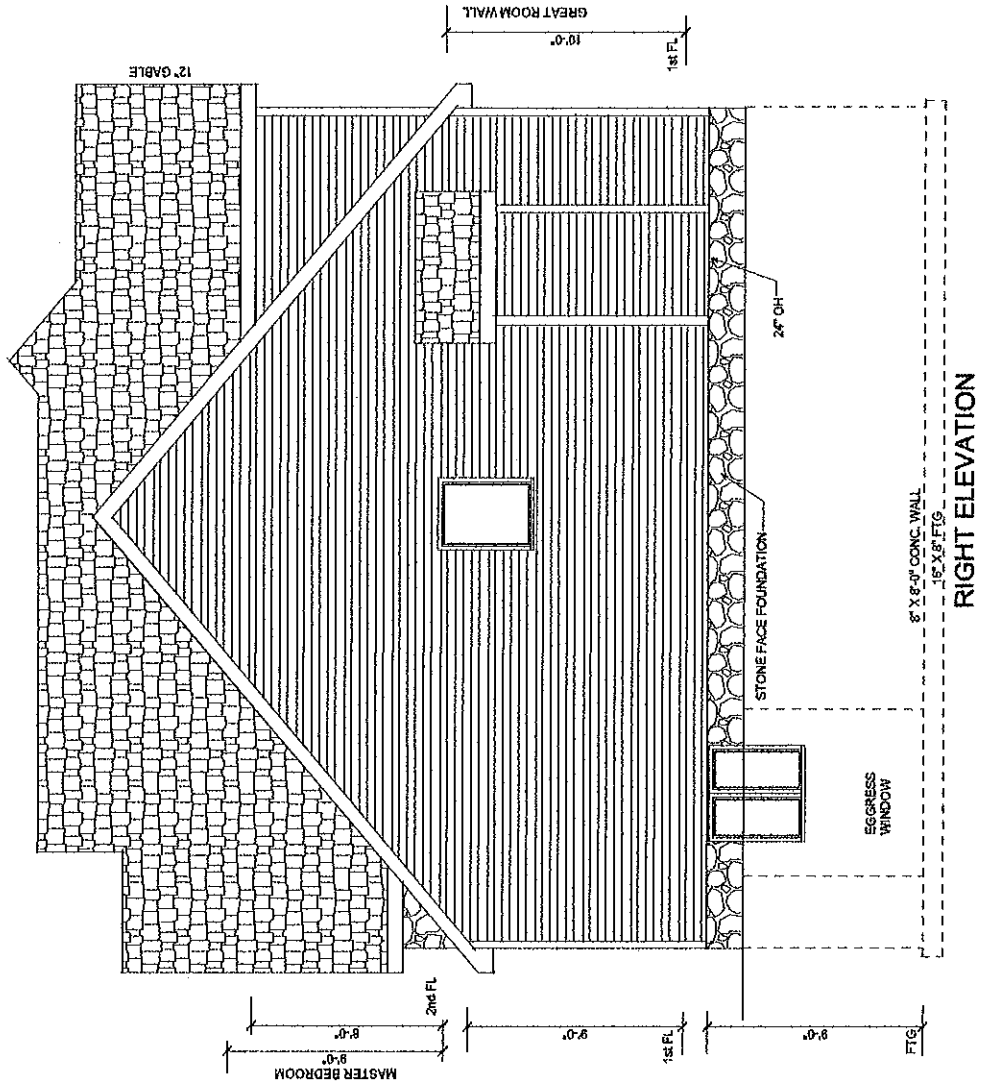 12" GABLE
GREAT ROOM WALL
10'-0"
1st FL
MASTER BEDROOM
9'-0"
8'-0"
2nd FL
9'-0"
1st FL
9'-0"
FTG
24" OH
STONE FACE FOUNDATION
EGGRESS
WINDOW
8" X 8'-0" CONC. WALL
16" X 8" FTG
RIGHT ELEVATION